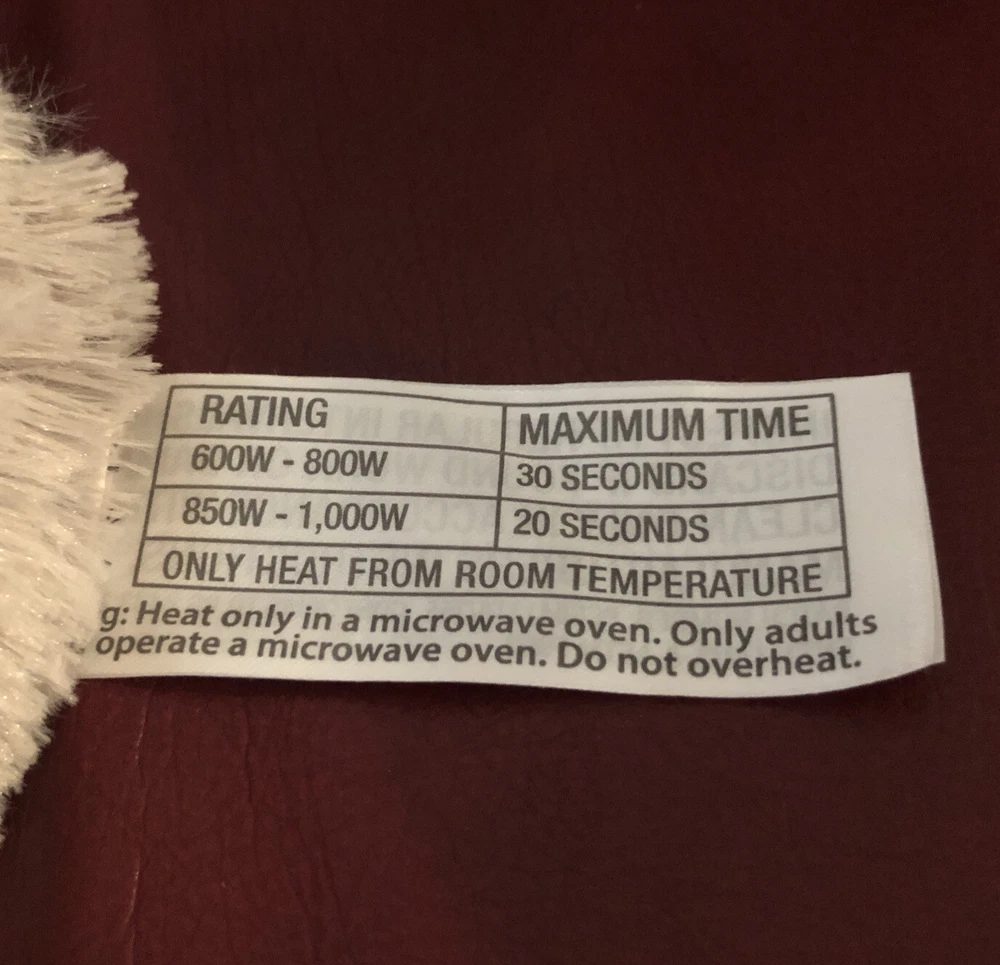 RATING MAXIMUM TIME
600W - 800W 30 SECONDS
850W - 1,000W 20 SECONDS
ONLY HEAT FROM ROOM TEMPERATURE
g: Heat only in a microwave oven. Only adults
operate a microwave oven. Do not overheat.